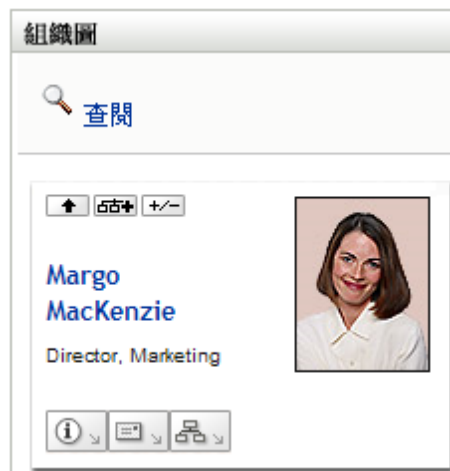 組織圖
查閱
+/−
Margo
MacKenzie
Director, Marketing